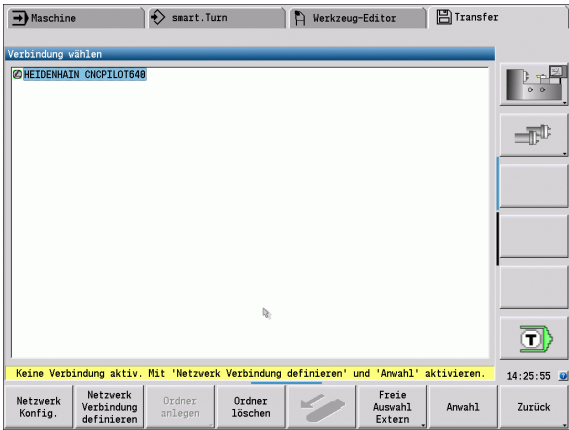 Maschine
smart.Turn
Werkzeug-Editor
Transfer
Verbindung wählen
HEIDENHAIN CNCPILOT640
T
Keine Verbindung aktiv. Mit 'Netzwerk Verbindung definieren' und 'Anwahl' aktivieren.
14:25:55
Netzwerk
Konfig.
Netzwerk
Verbindung
definieren
Ordner
anlegen
Ordner
löschen
Freie
Auswahl
Extern
Anwahl
Zurück